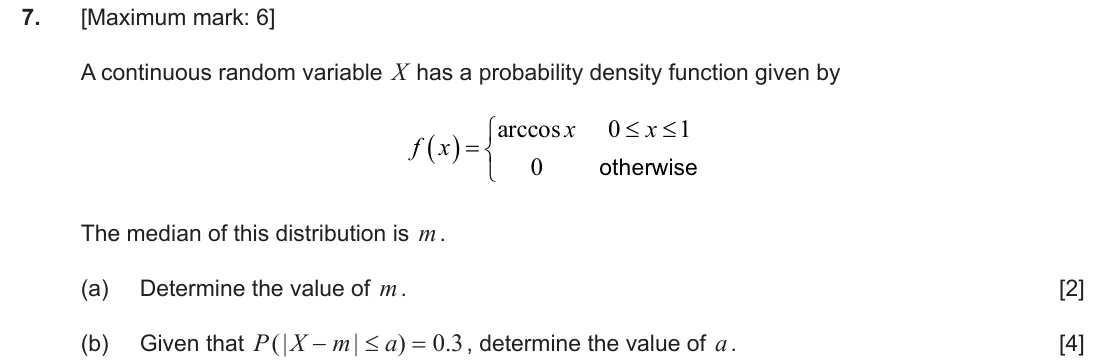 7. [Maximum mark: 6]
A continuous random variable X has a probability density function given by
f(x) = { arccos x 0 ≤ x ≤ 1
0 otherwise
The median of this distribution is m.
(a) Determine the value of m. [2]
(b) Given that P(|X − m| ≤ a) = 0.3, determine the value of a. [4]